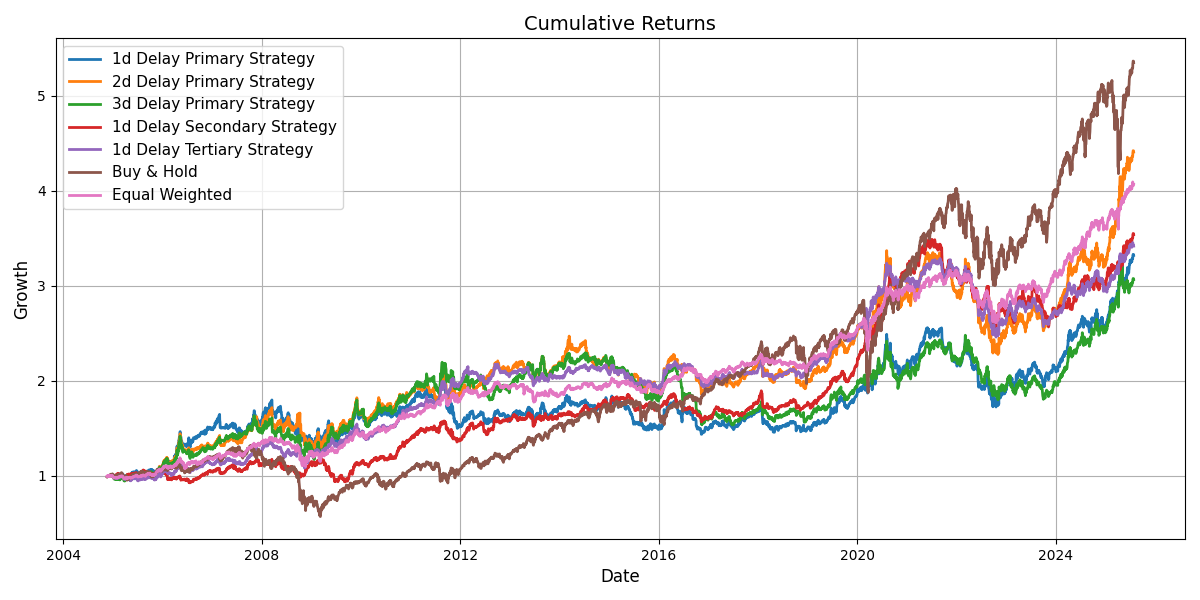 Cumulative Returns
1d Delay Primary Strategy
2d Delay Primary Strategy
3d Delay Primary Strategy
1d Delay Secondary Strategy
1d Delay Tertiary Strategy
Buy & Hold
Equal Weighted
Growth
5
4
3
2
1
2004 2008 2012 2016 2020 2024
Date